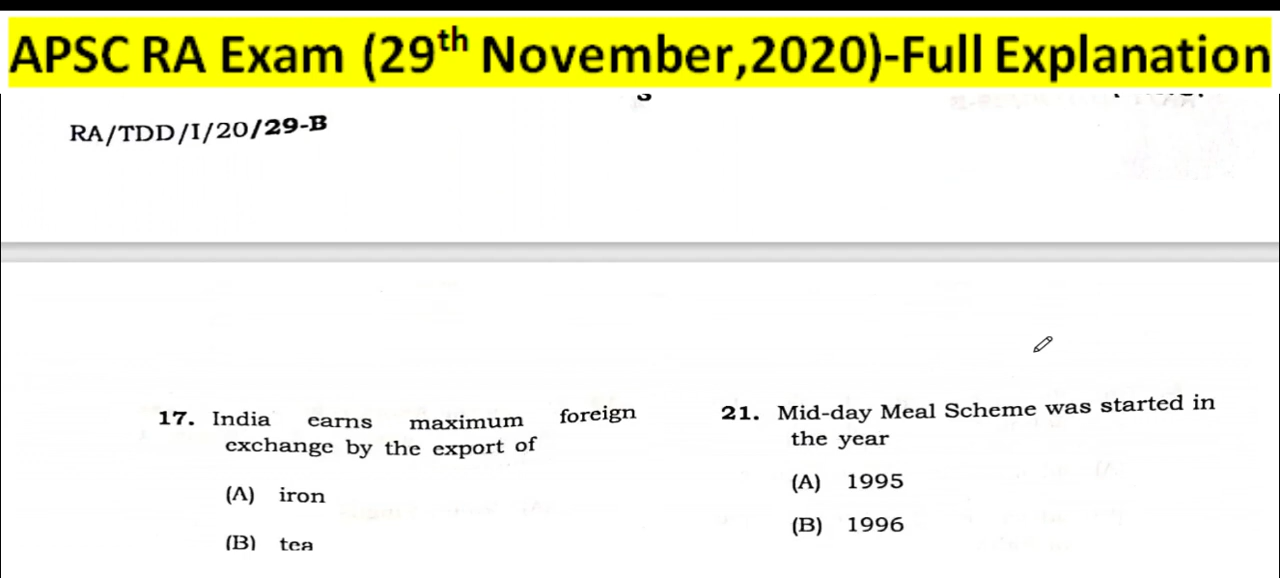 APSC RA Exam (29th November,2020)-Full Explanation
RA/TDD/I/20/29-B
17. India earns maximum foreign
exchange by the export of
(A) iron
(B) tea
21. Mid-day Meal Scheme was started in
the year
(A) 1995
(B) 1996